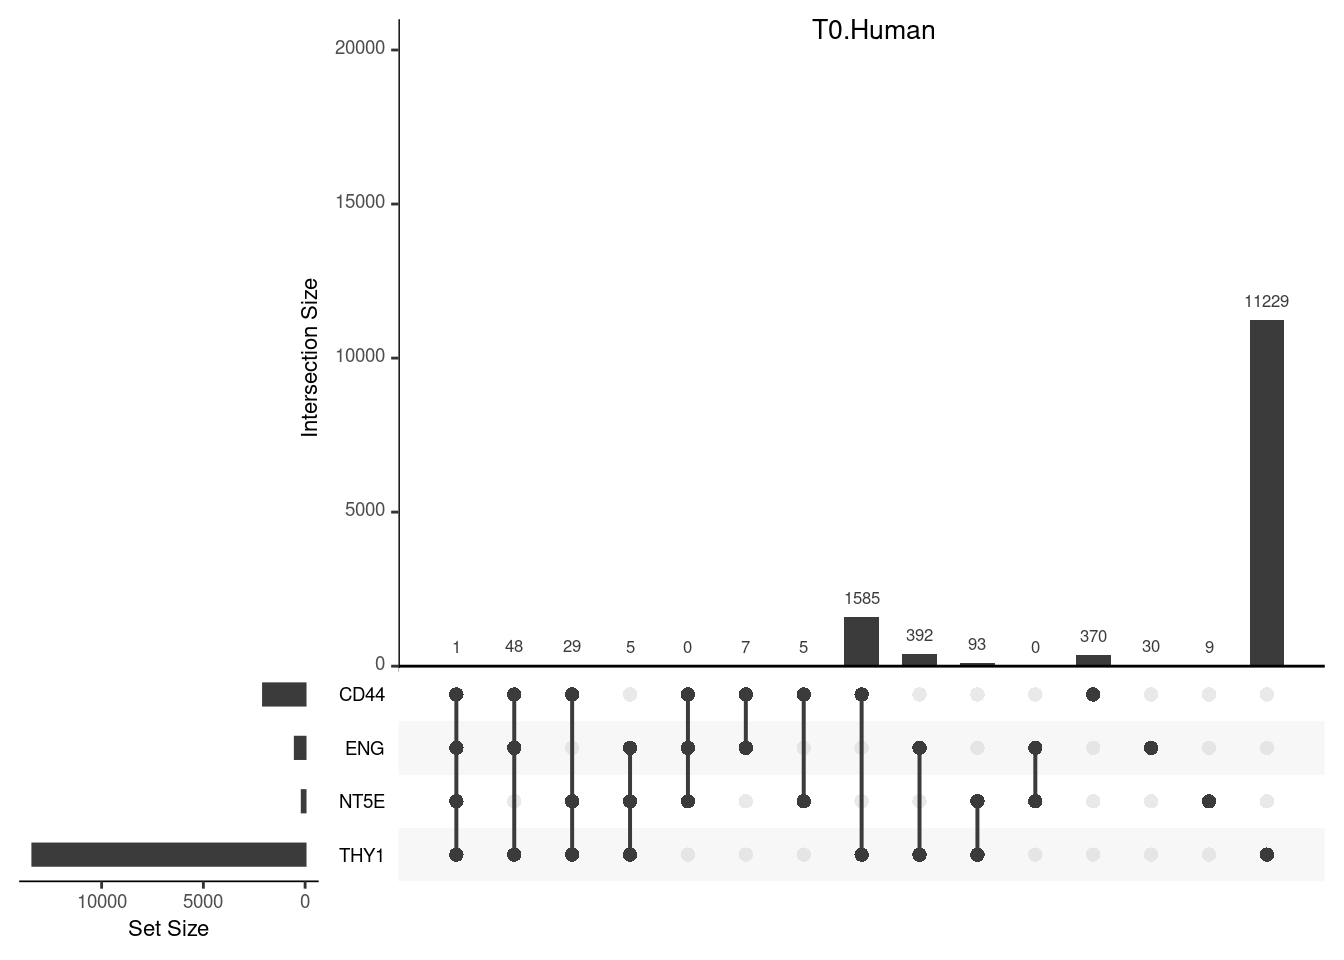 T0.Human
20000
15000
10000
5000
0
Intersection Size
1 48 29 5 0 7 5 1585 392 93 0 370 30 9 11229
CD44
ENG
NT5E
THY1
10000 5000 0
Set Size